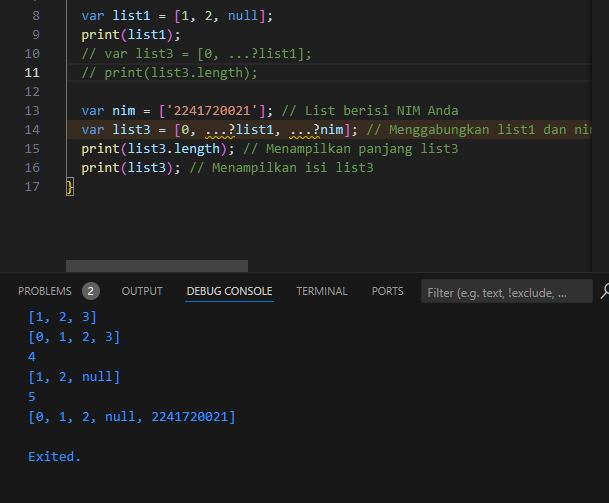 8 var list1 = [1, 2, null];
9 print(list1);
10 // var list3 = [0, ...?list1];
11 // print(list3.length);
12
13 var nim = ['2241720021']; // List berisi NIM Anda
14 var list3 = [0, ...?list1, ...?nim]; // Menggabungkan list1 dan nim
15 print(list3.length); // Menampilkan panjang list3
16 print(list3); // Menampilkan isi list3
17 }
PROBLEMS 2 OUTPUT DEBUG CONSOLE TERMINAL PORTS Filter (e.g. text, !exclude, ...
[1, 2, 3]
[0, 1, 2, 3]
4
[1, 2, null]
5
[0, 1, 2, null, 2241720021]
Exited.